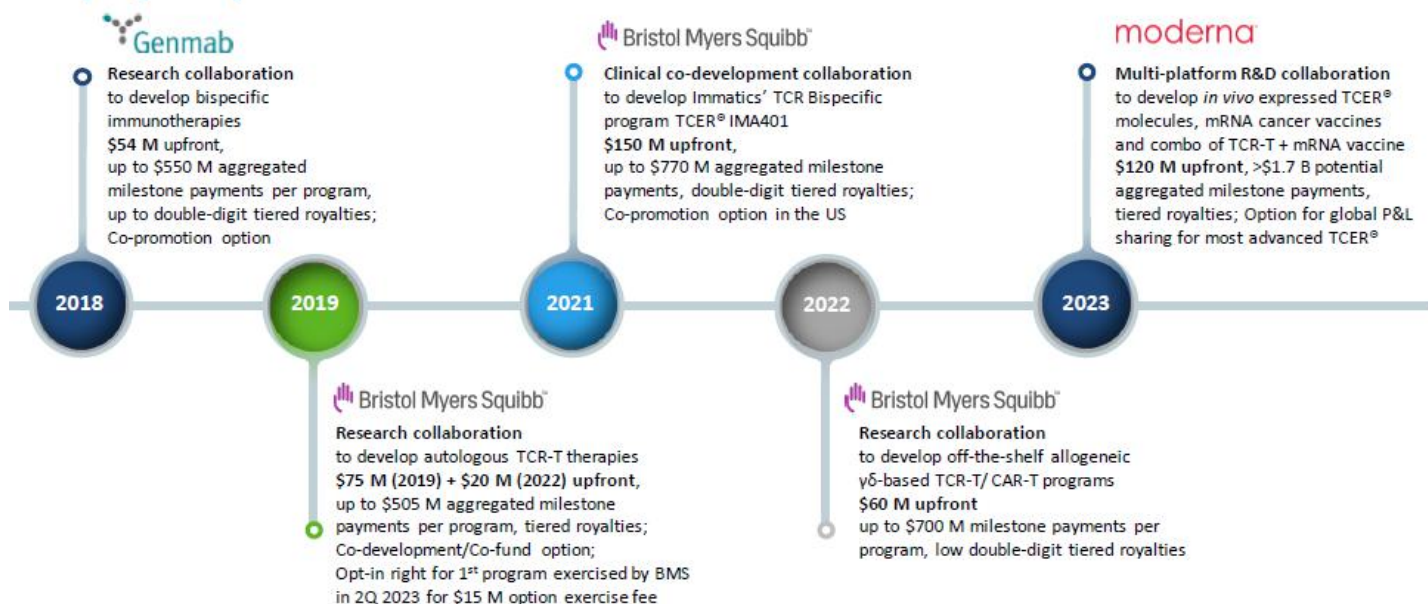 Genmab
Research collaboration
to develop bispecific
immunotherapies
$54 M upfront,
up to $550 M aggregated
milestone payments per program,
up to double-digit tiered royalties;
Co-promotion option
Bristol Myers Squibb™
Clinical co-development collaboration
to develop Immatics’ TCR Bispecific
program TCER® IMA401
$150 M upfront,
up to $770 M aggregated milestone
payments, double-digit tiered royalties;
Co-promotion option in the US
moderna
Multi-platform R&D collaboration
to develop in vivo expressed TCER®
molecules, mRNA cancer vaccines
and combo of TCR-T + mRNA vaccine
$120 M upfront, >$1.7 B potential
aggregated milestone payments,
tiered royalties; Option for global P&L
sharing for most advanced TCER®
2018
2019
2021
2022
2023
Bristol Myers Squibb™
Research collaboration
to develop autologous TCR-T therapies
$75 M (2019) + $20 M (2022) upfront,
up to $505 M aggregated milestone
payments per program, tiered royalties;
Co-development/Co-fund option;
Opt-in right for 1st program exercised by BMS
in 2Q 2023 for $15 M option exercise fee
Bristol Myers Squibb™
Research collaboration
to develop off-the-shelf allogeneic
γδ-based TCR-T/ CAR-T programs
$60 M upfront
up to $700 M milestone payments per
program, low double-digit tiered royalties